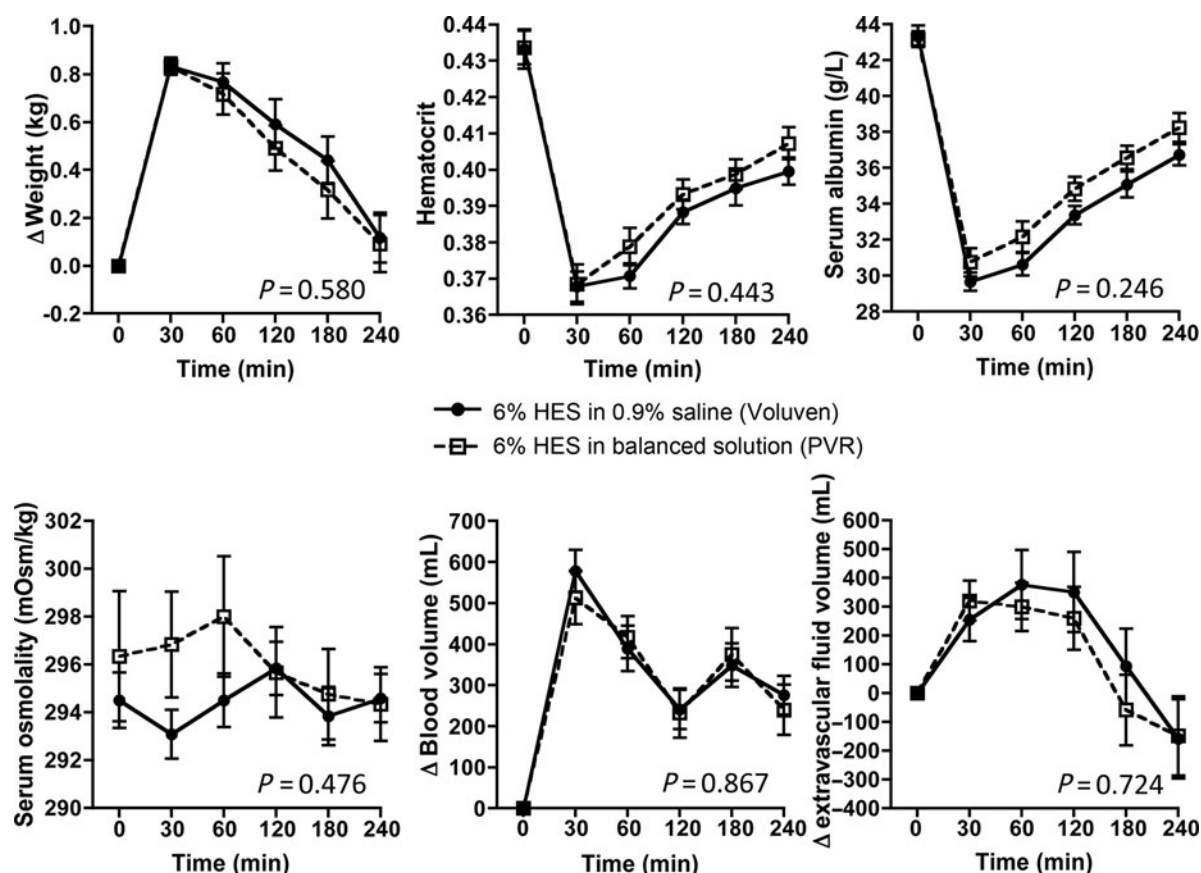 Δ Weight (kg)
1.0
0.8
0.6
0.4
0.2
0.0
-0.2
P = 0.580
0 30 60 120 180 240
Time (min)
Hematocrit
0.44
0.43
0.42
0.41
0.40
0.39
0.38
0.37
0.36
P = 0.443
0 30 60 120 180 240
Time (min)
Serum albumin (g/L)
44
42
40
38
36
34
32
30
28
P = 0.246
0 30 60 120 180 240
Time (min)
6% HES in 0.9% saline (Voluven)
6% HES in balanced solution (PVR)
Serum osmolality (mOsm/kg)
302
300
298
296
294
292
290
P = 0.476
0 30 60 120 180 240
Time (min)
Δ Blood volume (mL)
700
600
500
400
300
200
100
0
P = 0.867
0 30 60 120 180 240
Time (min)
Δ extravascular fluid volume (mL)
600
500
400
300
200
100
0
–100
–200
–300
–400
P = 0.724
0 30 60 120 180 240
Time (min)